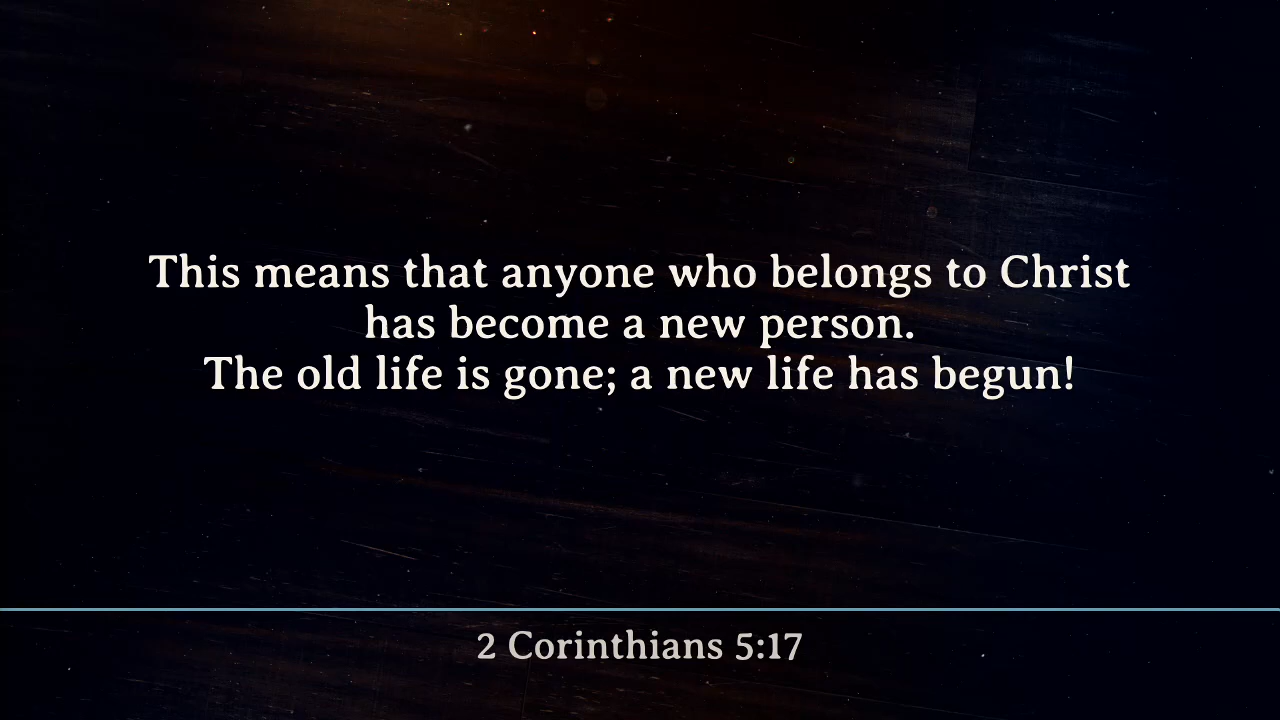 This means that anyone who belongs to Christ
has become a new person.
The old life is gone; a new life has begun!
2 Corinthians 5:17